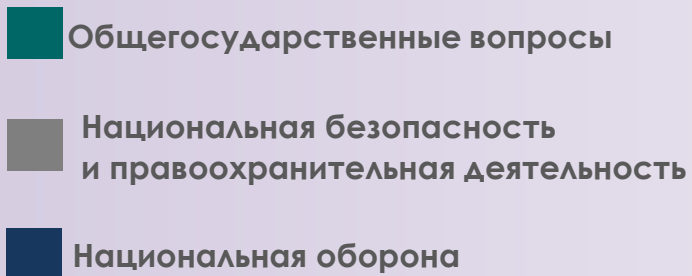 Общегосударственные вопросы
Национальная безопасность
и правоохранительная деятельность
Национальная оборона